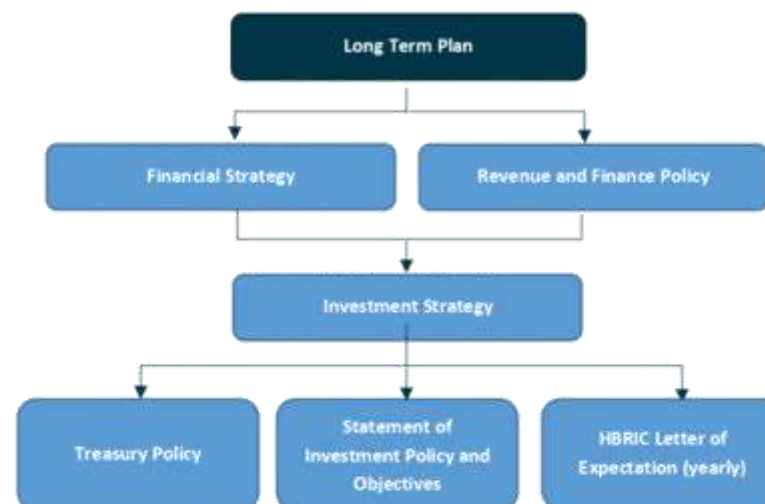 Long Term Plan
Financial Strategy
Revenue and Finance Policy
Investment Strategy
Treasury Policy
Statement of
Investment Policy and
Objectives
HBRIC Letter of
Expectation (yearly)